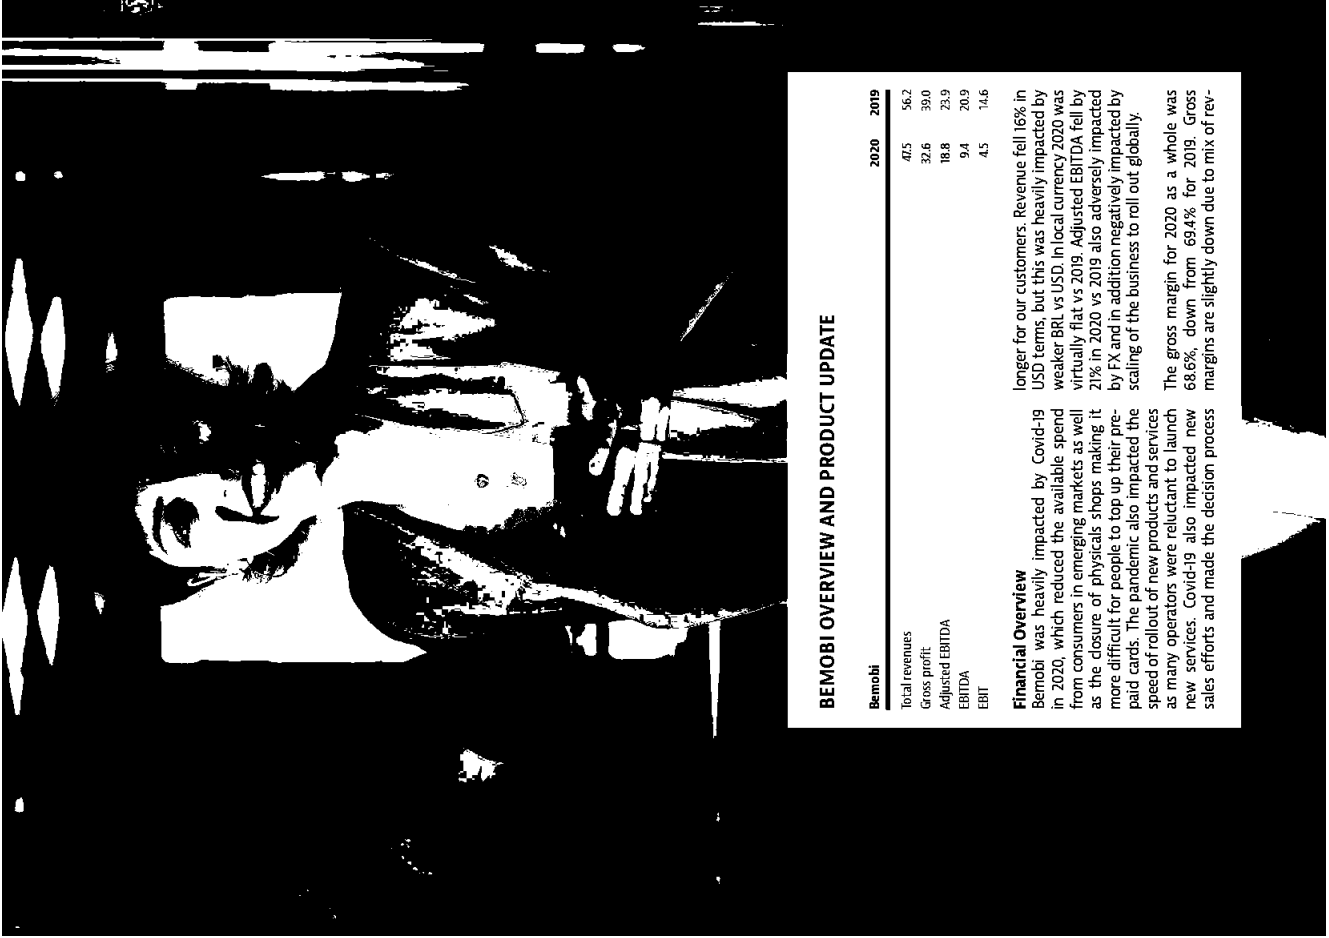 BEMOBI OVERVIEW AND PRODUCT UPDATE
Bemobi 2020 2019
Total revenues 47.5 56.2
Gross profit 32.6 39.0
Adjusted EBITDA 18.8 23.9
EBITDA 9.4 20.9
EBIT 4.5 14.6
Financial Overview
Bemobi was heavily impacted by Covid-19
in 2020, which reduced the available spend
from consumers in emerging markets as well
as the closure of physicals shops making it
more difficult for people to top up their pre-
paid cards. The pandemic also impacted the
speed of rollout of new products and services
as many operators were reluctant to launch
new services. Covid-19 also impacted new
sales efforts and made the decision process
longer for our customers. Revenue fell 16% in
USD terms, but this was heavily impacted by
weaker BRL vs USD. In local currency 2020 was
virtually flat vs 2019. Adjusted EBITDA fell by
21% in 2020 vs 2019 also adversely impacted
by FX and in addition negatively impacted by
scaling of the business to roll out globally.
The gross margin for 2020 as a whole was
68.6%, down from 69.4% for 2019. Gross
margins are slightly down due to mix of rev-